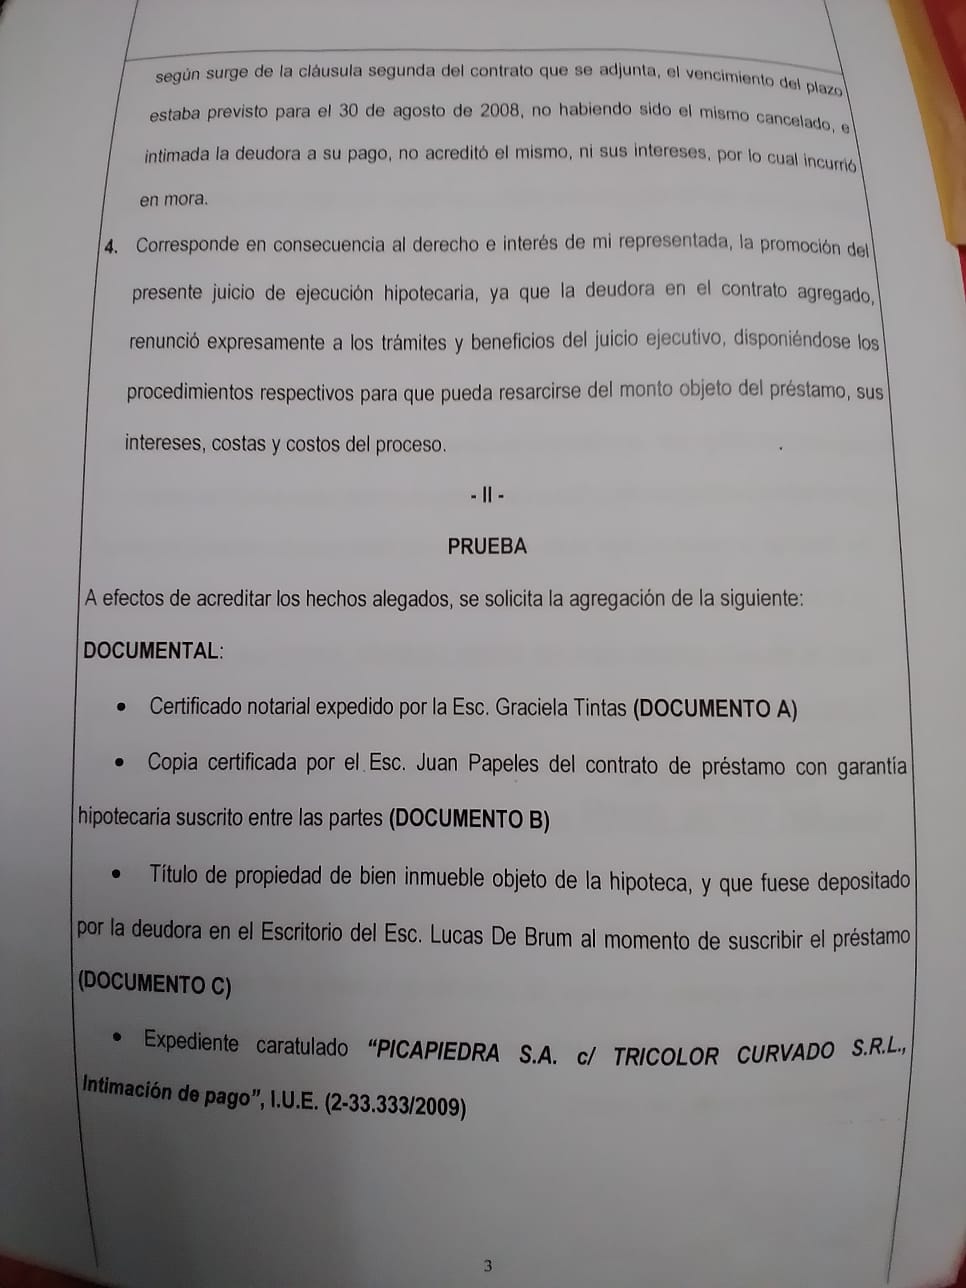 según surge de la cláusula segunda del contrato que se adjunta, el vencimiento del plazo
estaba previsto para el 30 de agosto de 2008, no habiendo sido el mismo cancelado, e
intimada la deudora a su pago, no acreditó el mismo, ni sus intereses, por lo cual incurrió
en mora.
4. Corresponde en consecuencia al derecho e interés de mi representada, la promoción del
presente juicio de ejecución hipotecaria, ya que la deudora en el contrato agregado,
renunció expresamente a los trámites y beneficios del juicio ejecutivo, disponiéndose los
procedimientos respectivos para que pueda resarcirse del monto objeto del préstamo, sus
intereses, costas y costos del proceso.
- II -
PRUEBA
A efectos de acreditar los hechos alegados, se solicita la agregación de la siguiente:
DOCUMENTAL:
• Certificado notarial expedido por la Esc. Graciela Tintas (DOCUMENTO A)
• Copia certificada por el Esc. Juan Papeles del contrato de préstamo con garantía
hipotecaria suscrito entre las partes (DOCUMENTO B)
• Título de propiedad de bien inmueble objeto de la hipoteca, y que fuese depositado
por la deudora en el Escritorio del Esc. Lucas De Brum al momento de suscribir el préstamo
(DOCUMENTO C)
• Expediente caratulado “PICAPIEDRA S.A. c/ TRICOLOR CURVADO S.R.L.,
Intimación de pago”, I.U.E. (2-33.333/2009)
3